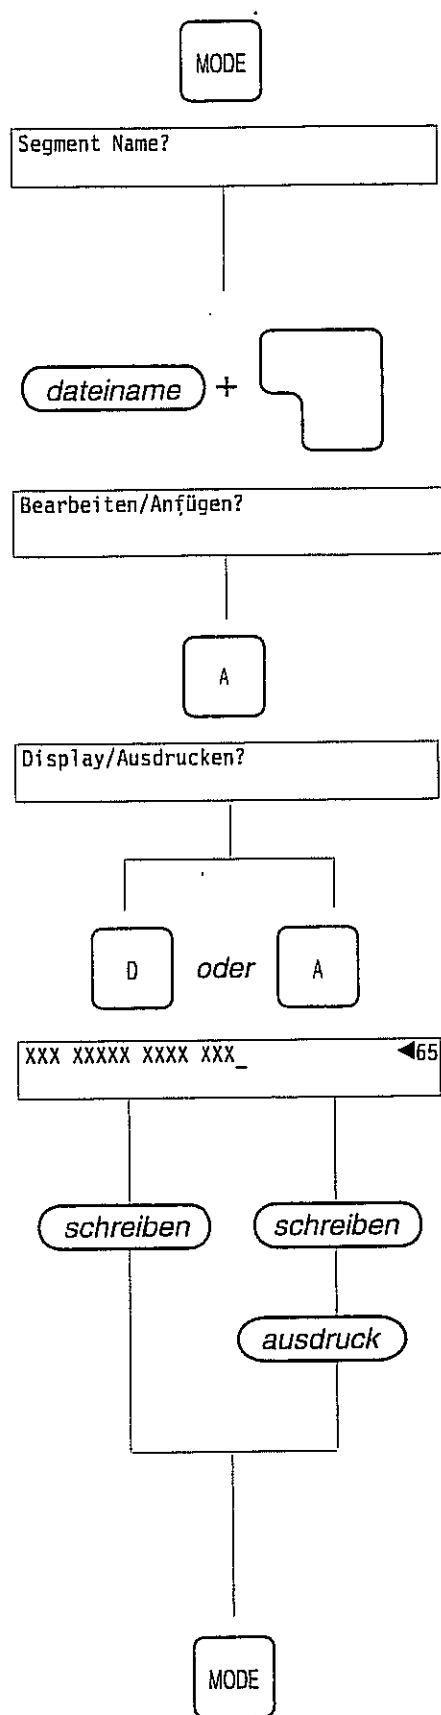 MODE
Segment Name?
dateiname +
Bearbeiten/Anfügen?
A
Display/Ausdrucken?
D oder A
XXX XXXXX XXXX XXX_ ◄65
schreiben schreiben
ausdruck
MODE